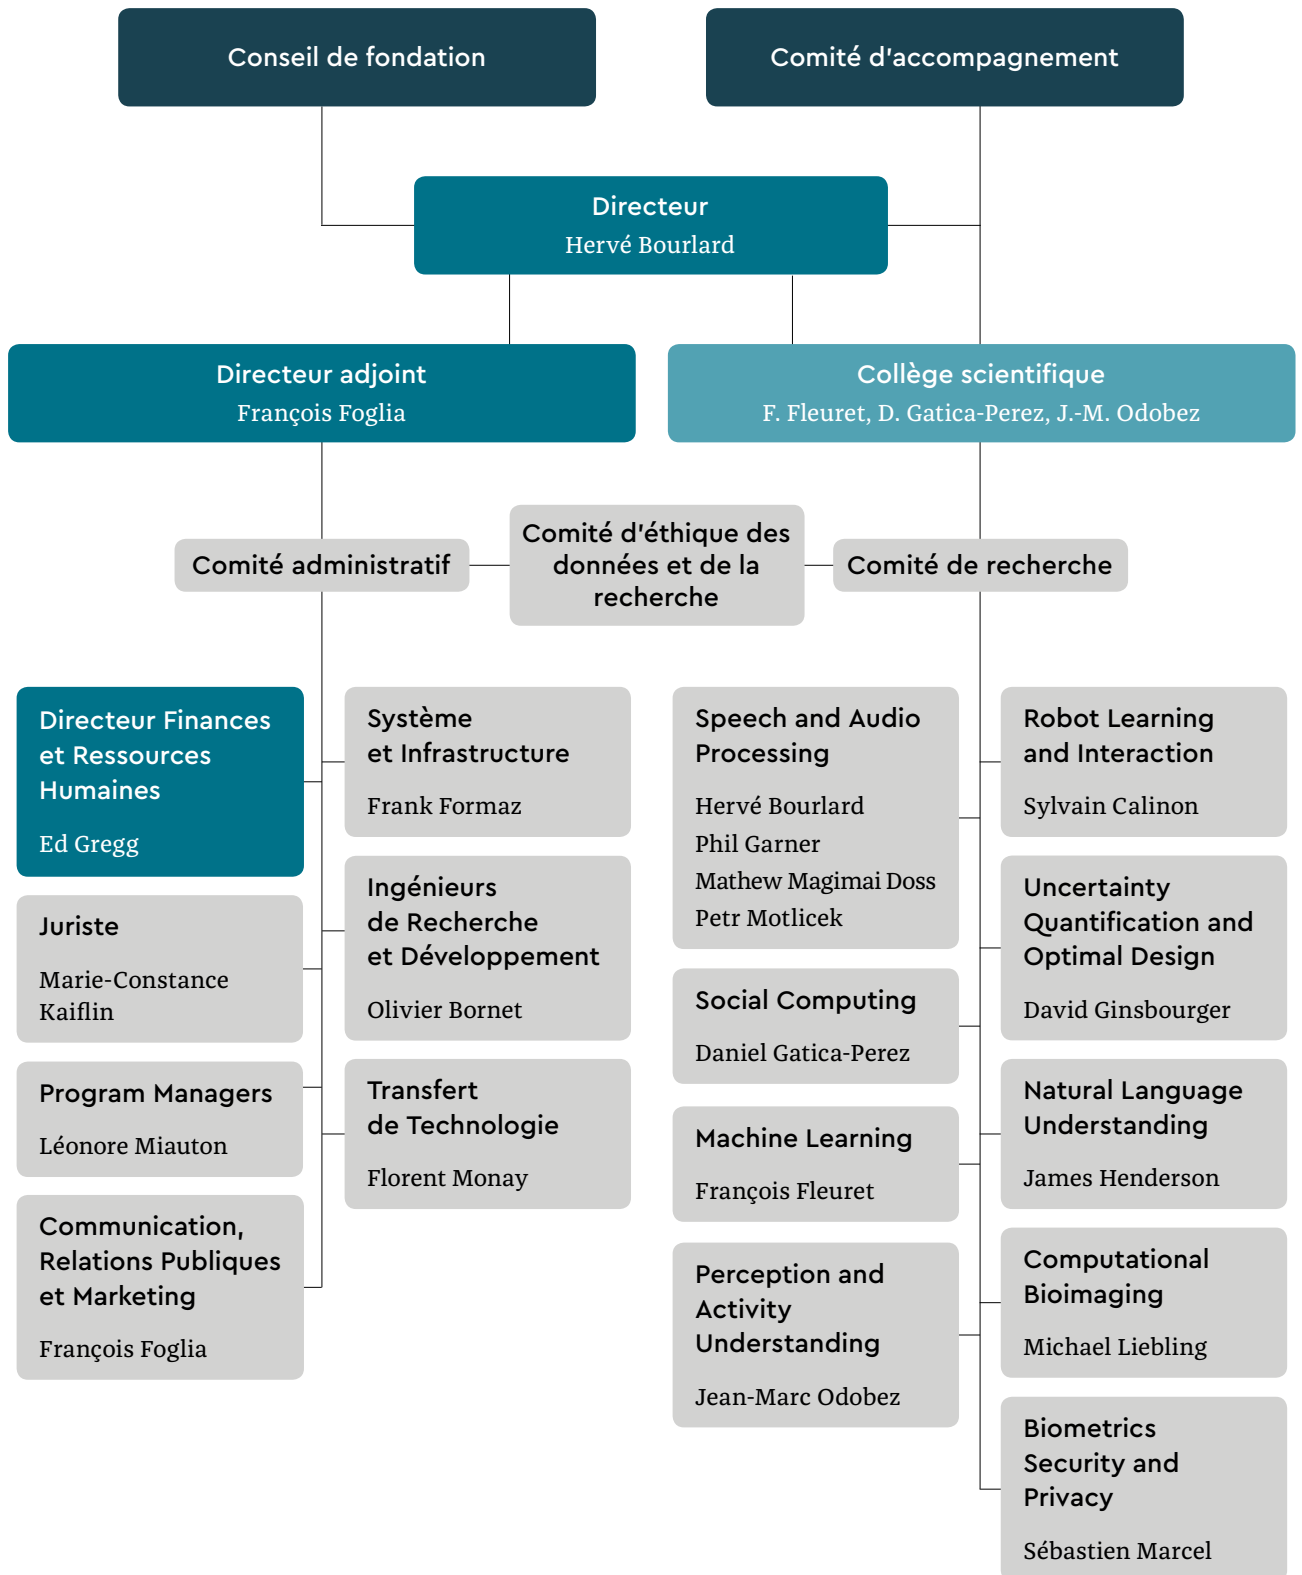 Conseil de fondation
Comité d'accompagnement
Directeur
Hervé Bourlard
Directeur adjoint
François Foglia
Collège scientifique
F. Fleuret, D. Gatica-Perez, J.-M. Odobez
Comité administratif
Comité d'éthique des
données et de la
recherche
Comité de recherche
Directeur Finances
et Ressources
Humaines
Ed Gregg
Juriste
Marie-Constance
Kaiflin
Program Managers
Léonore Miauton
Communication,
Relations Publiques
et Marketing
François Foglia
Système
et Infrastructure
Frank Formaz
Ingénieurs
de Recherche
et Développement
Olivier Bornet
Transfert
de Technologie
Florent Monay
Speech and Audio
Processing
Hervé Bourlard
Phil Garner
Mathew Magimai Doss
Petr Motlicek
Social Computing
Daniel Gatica-Perez
Machine Learning
François Fleuret
Perception and
Activity
Understanding
Jean-Marc Odobez
Robot Learning
and Interaction
Sylvain Calinon
Uncertainty
Quantification and
Optimal Design
David Ginsbourger
Natural Language
Understanding
James Henderson
Computational
Bioimaging
Michael Liebling
Biometrics
Security and
Privacy
Sébastien Marcel